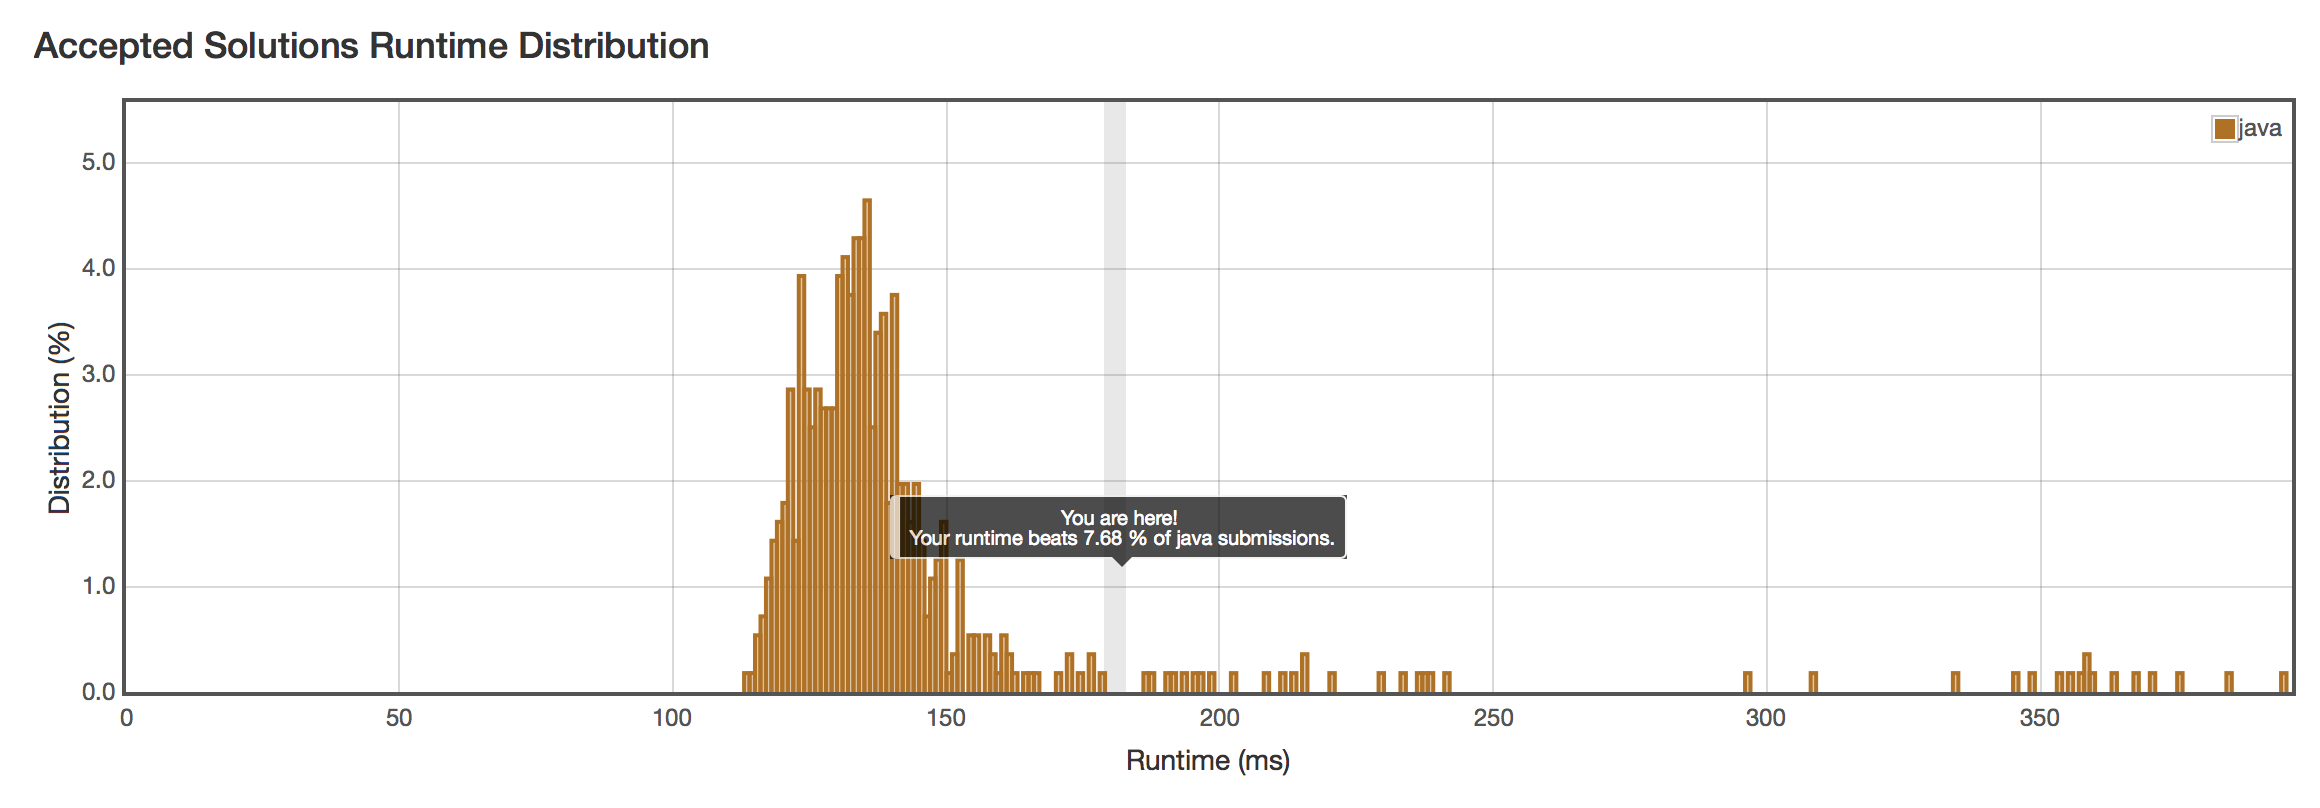 Accepted Solutions Runtime Distribution
java
5.0
4.0
3.0
2.0
1.0
0.0
Distribution (%)
You are here!
Your runtime beats 7.68 % of java submissions.
0 50 100 150 200 250 300 350
Runtime (ms)